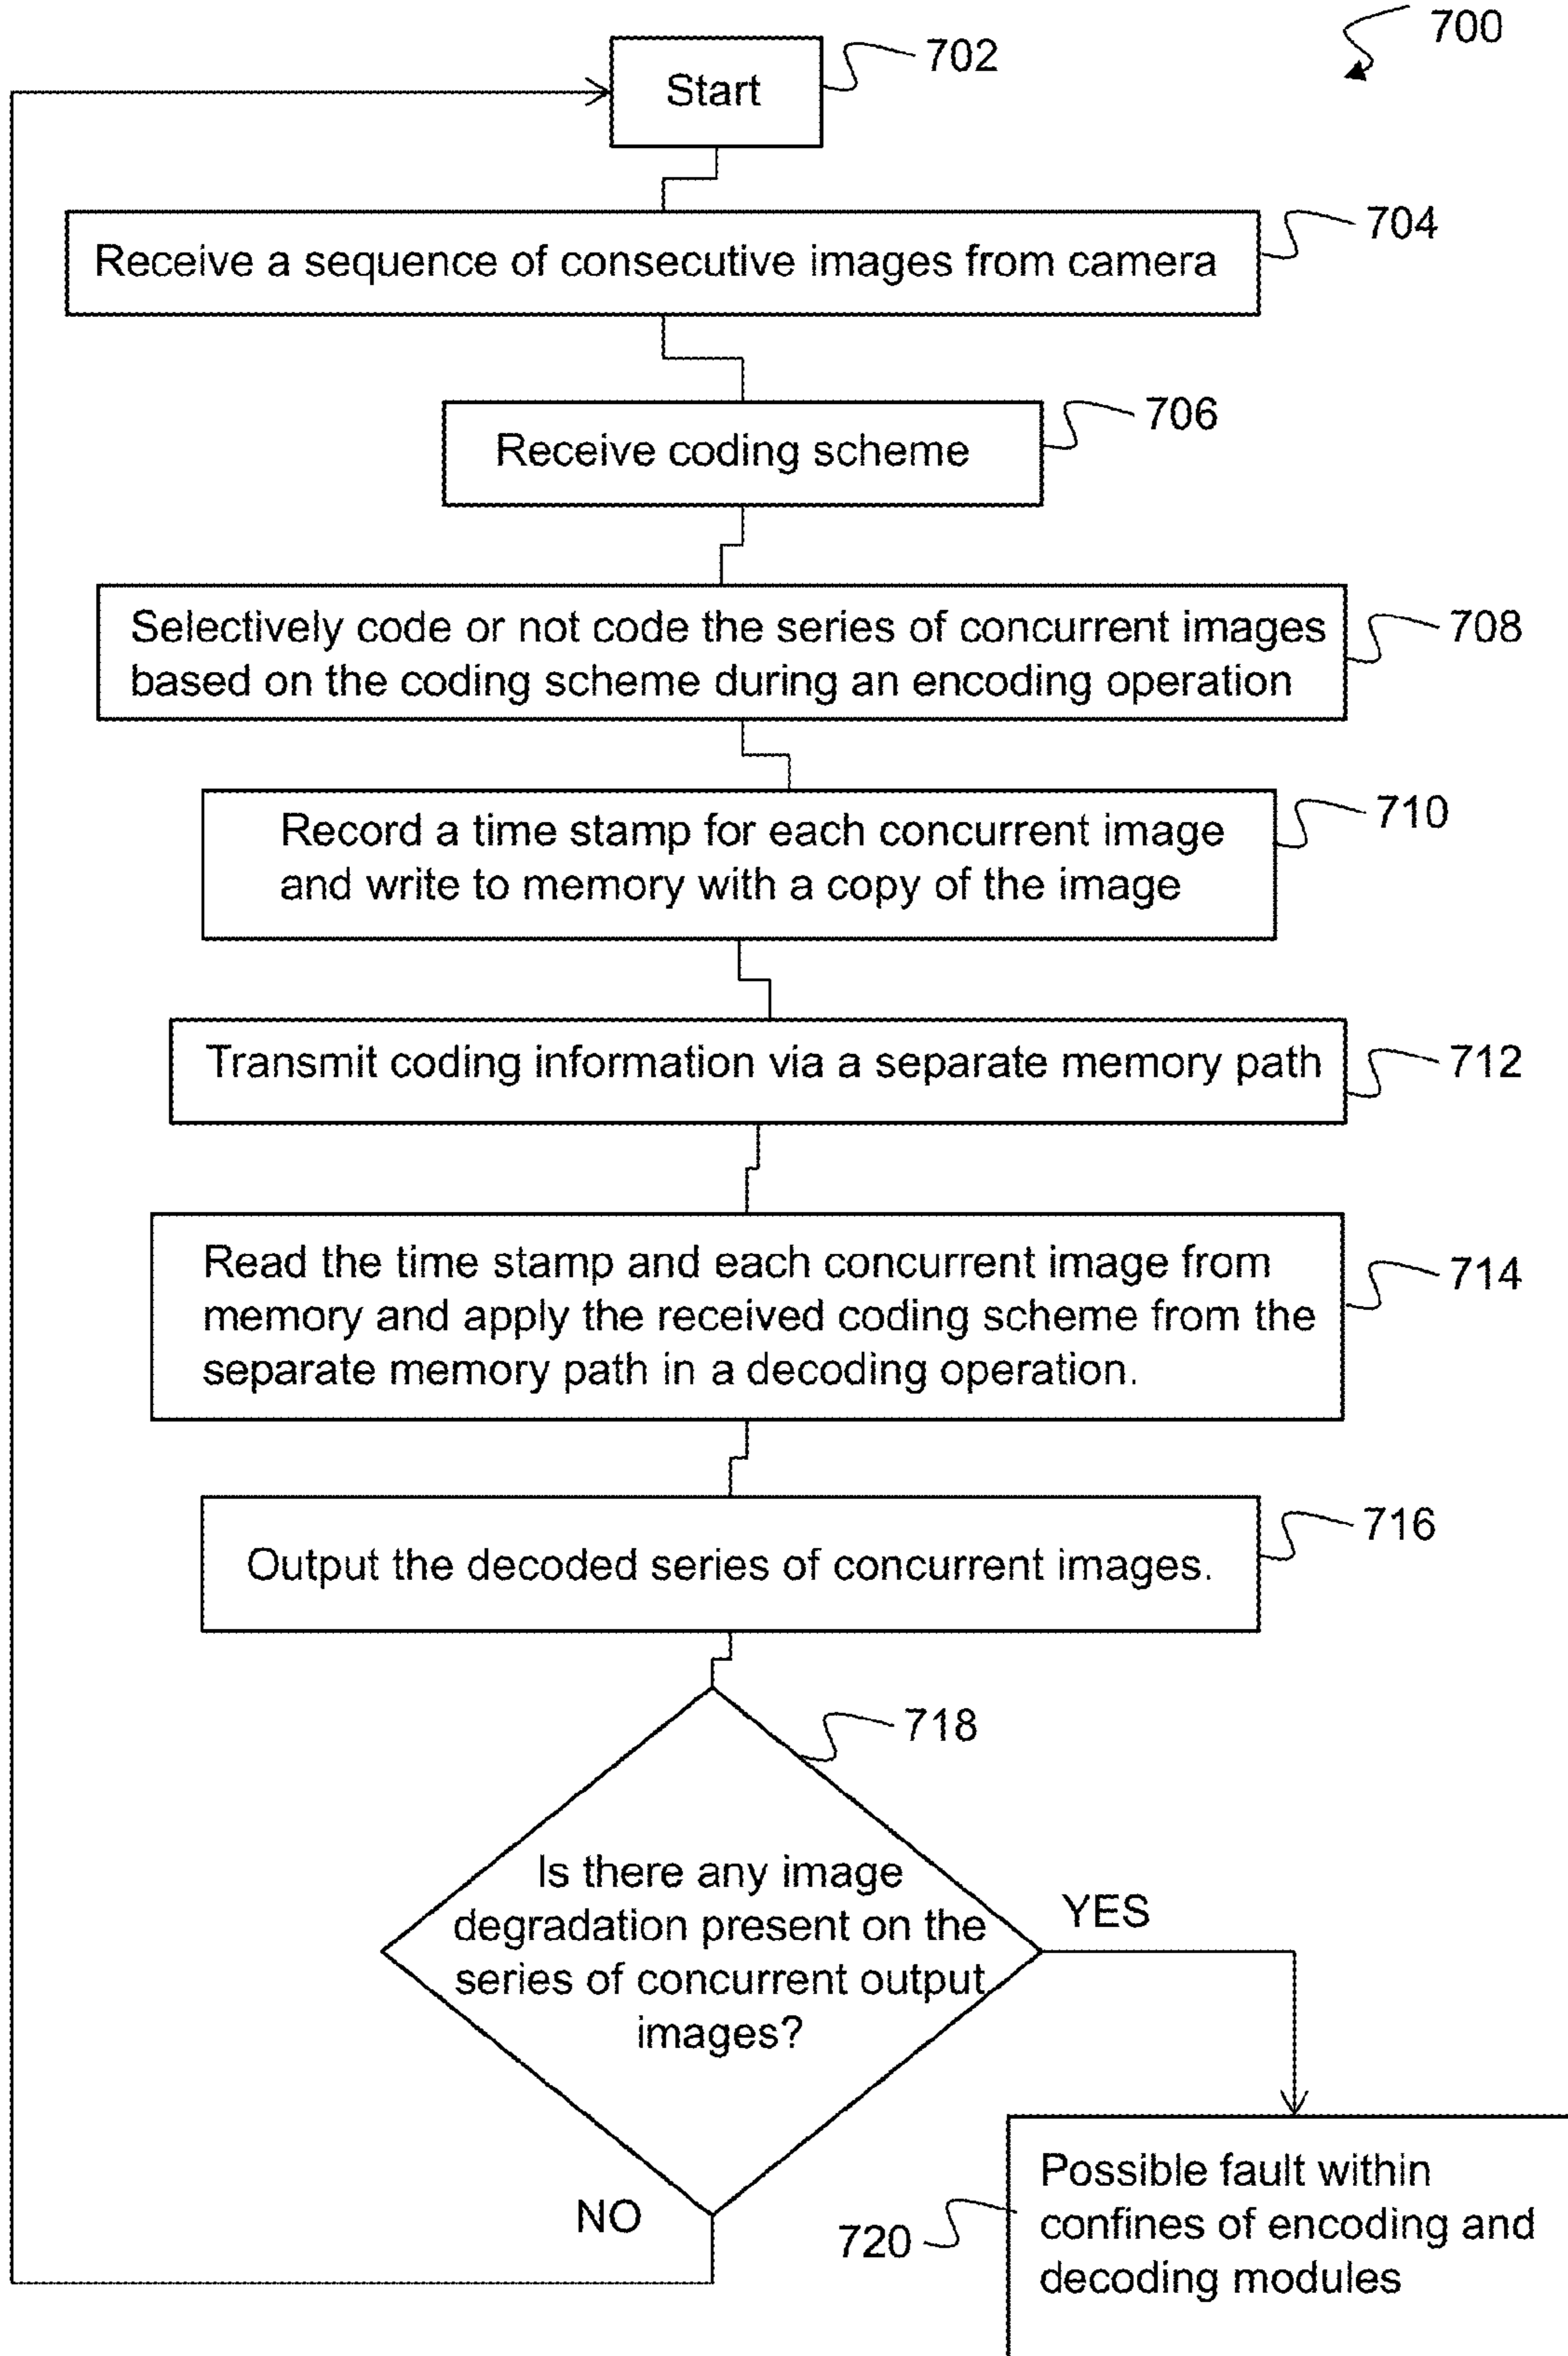 700
Start
702
Receive a sequence of consecutive images from camera
704
Receive coding scheme
706
Selectively code or not code the series of concurrent images
based on the coding scheme during an encoding operation
708
Record a time stamp for each concurrent image
and write to memory with a copy of the image
710
Transmit coding information via a separate memory path
712
Read the time stamp and each concurrent image from
memory and apply the received coding scheme from the
separate memory path in a decoding operation.
714
Output the decoded series of concurrent images.
716
718
Is there any image
degradation present on the
series of concurrent output
images?
YES
NO
Possible fault within
confines of encoding and
decoding modules
720